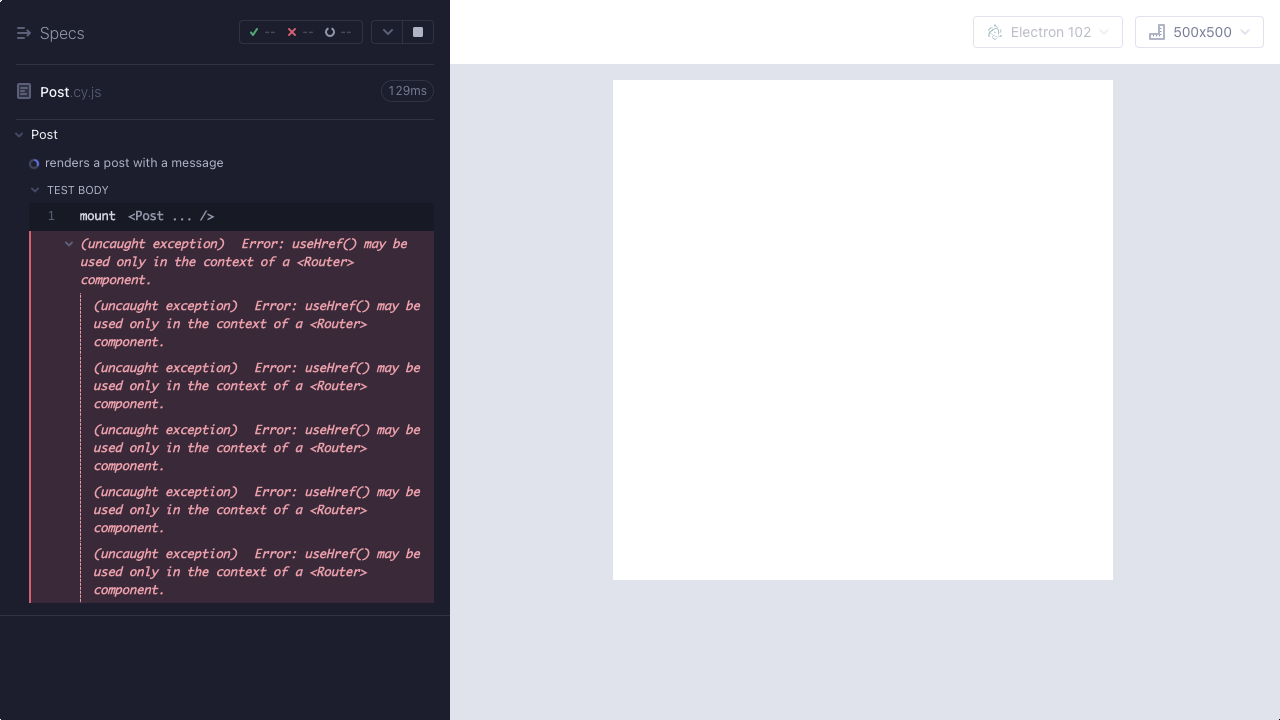 Specs
--
--
--
Electron 102
500x500
Post.cy.js
129ms
Post
renders a post with a message
TEST BODY
1 mount <Post ... />
(uncaught exception) Error: useHref() may be
used only in the context of a <Router>
component.
(uncaught exception) Error: useHref() may be
used only in the context of a <Router>
component.
(uncaught exception) Error: useHref() may be
used only in the context of a <Router>
component.
(uncaught exception) Error: useHref() may be
used only in the context of a <Router>
component.
(uncaught exception) Error: useHref() may be
used only in the context of a <Router>
component.
(uncaught exception) Error: useHref() may be
used only in the context of a <Router>
component.